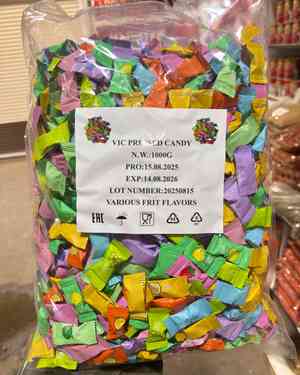 VIC PRESSED CANDY
N.W.:1000G
PRO:15.08.2025
EXP:14.08.2026
LOT NUMBER:20250815
VARIOUS FRIT FLAVORS
EAC